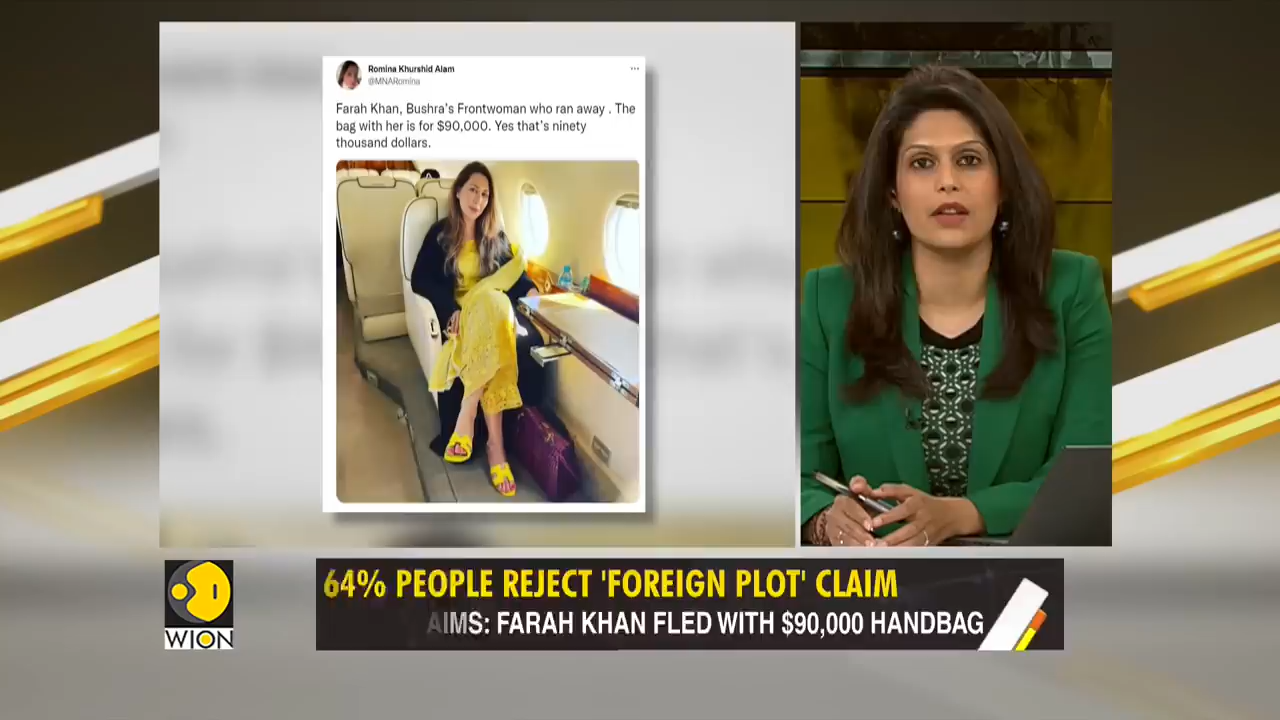 Romina Khurshid Alam
@MNARomina
Farah Khan, Bushra's Frontwoman who ran away . The
bag with her is for $90,000. Yes that's ninety
thousand dollars.
64% PEOPLE REJECT 'FOREIGN PLOT' CLAIM
AIMS: FARAH KHAN FLED WITH $90,000 HANDBAG
WION